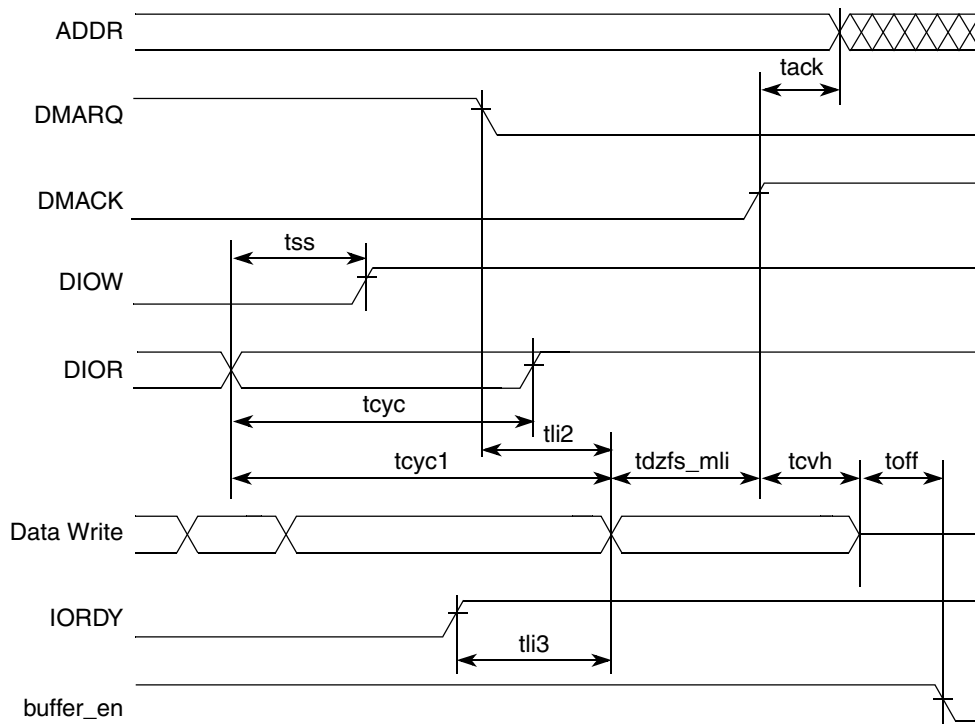 ADDR
tack
DMARQ
DMACK
tss
DIOW
DIOR
tcyc
tli2
tcyc1
tdzfs_mli
tcvh
toff
Data Write
IORDY
tli3
buffer_en